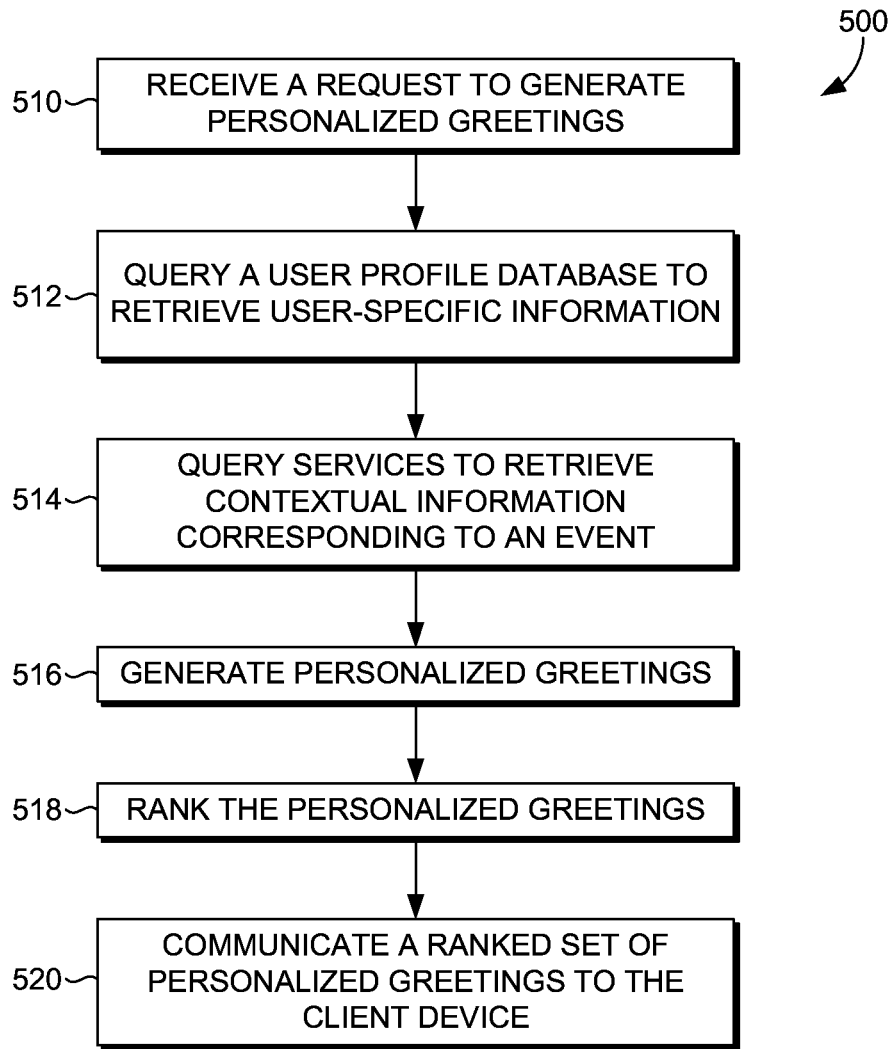 500
510
RECEIVE A REQUEST TO GENERATE
PERSONALIZED GREETINGS
512
QUERY A USER PROFILE DATABASE TO
RETRIEVE USER-SPECIFIC INFORMATION
514
QUERY SERVICES TO RETRIEVE
CONTEXTUAL INFORMATION
CORRESPONDING TO AN EVENT
516
GENERATE PERSONALIZED GREETINGS
518
RANK THE PERSONALIZED GREETINGS
520
COMMUNICATE A RANKED SET OF
PERSONALIZED GREETINGS TO THE
CLIENT DEVICE